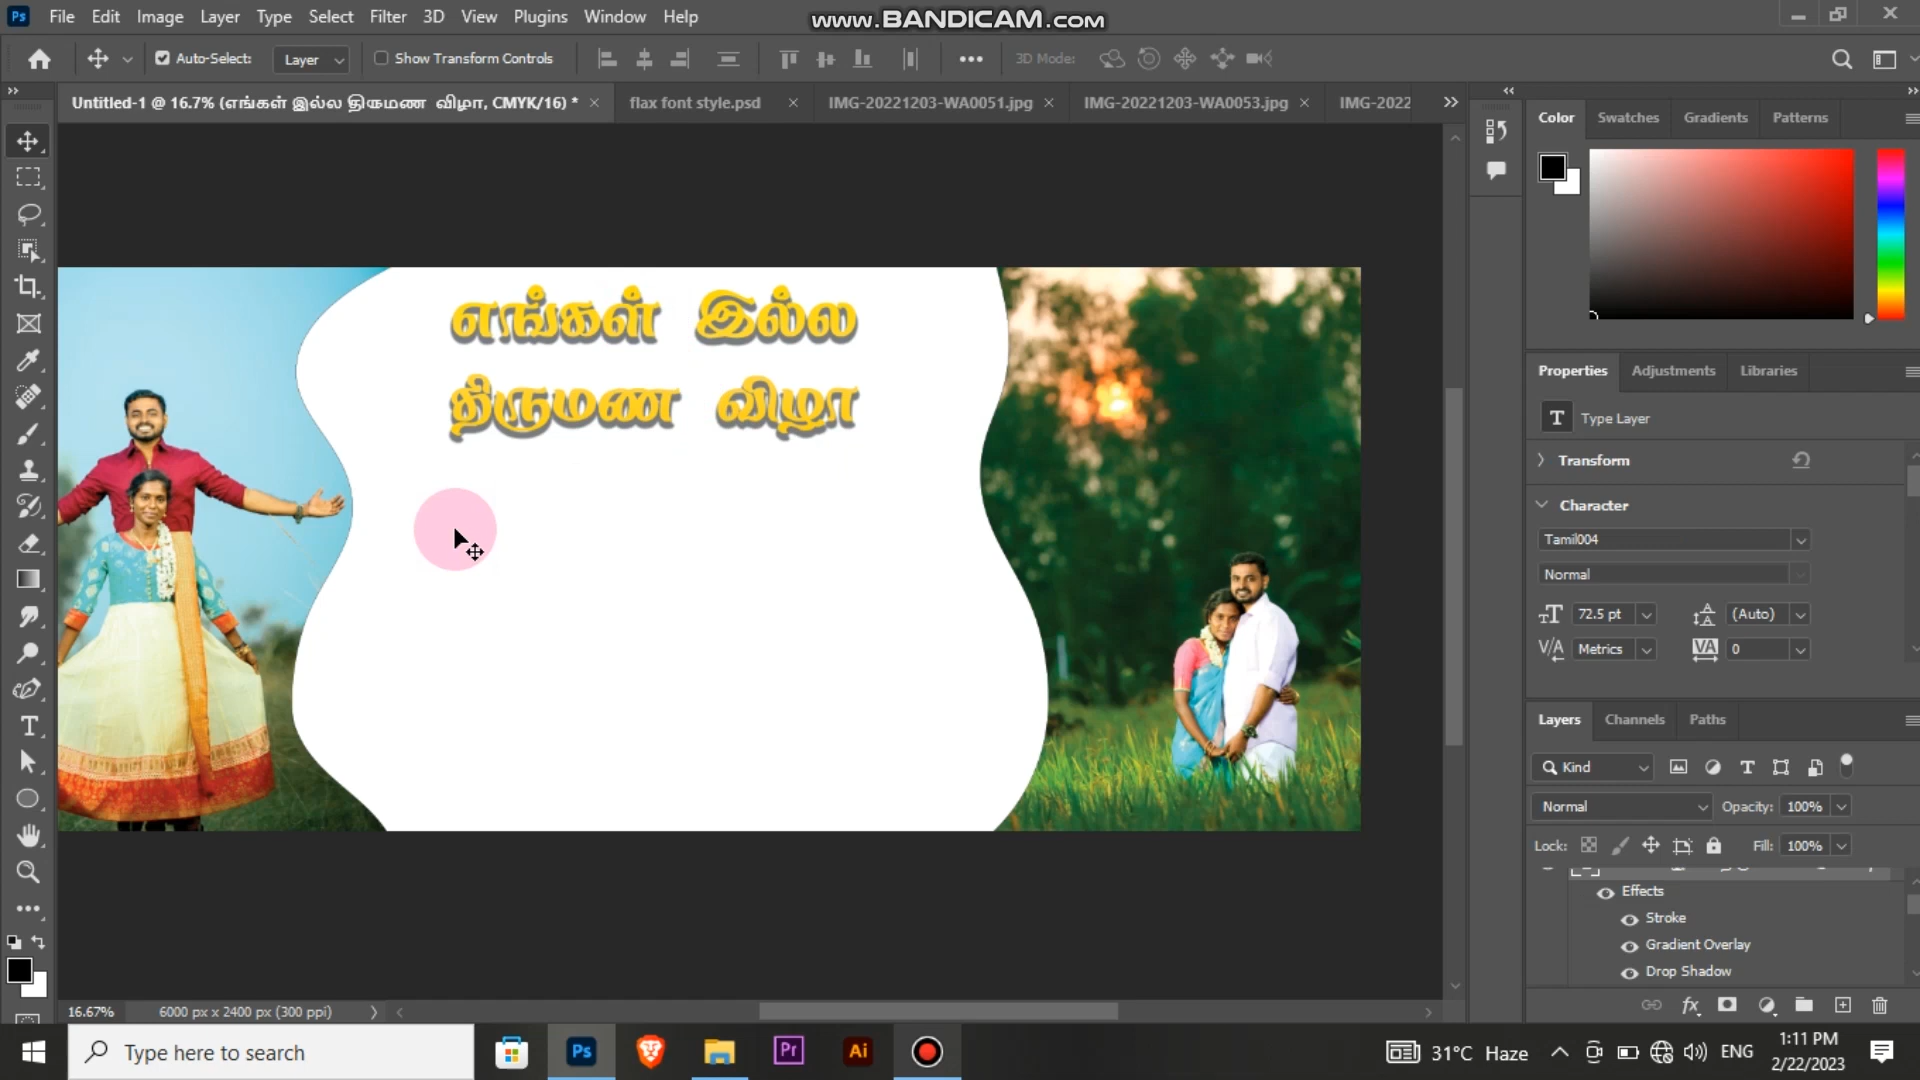 www.BANDICAM.com
Ps File Edit Image Layer Type Select Filter 3D View Plugins Window Help
Auto-Select: Layer Show Transform Controls 3D Mode:
Untitled-1 @ 16.7% (எங்கள் இல்ல திருமண விழா, CMYK/16) * flax font style.psd IMG-20221203-WA0051.jpg IMG-20221203-WA0053.jpg IMG-2022
Color Swatches Gradients Patterns
எங்கள் இல்ல
திருமண விழா
Properties Adjustments Libraries
T Type Layer
Transform
Character
Tamil004
Normal
72.5 pt (Auto)
Metrics 0
Layers Channels Paths
Kind
Normal Opacity: 100%
Lock: Fill: 100%
Effects
Stroke
Gradient Overlay
Drop Shadow
16.67% 6000 px x 2400 px (300 ppi)
Type here to search Ps Pr Ai 31°C Haze ENG 1:11 PM
2/22/2023